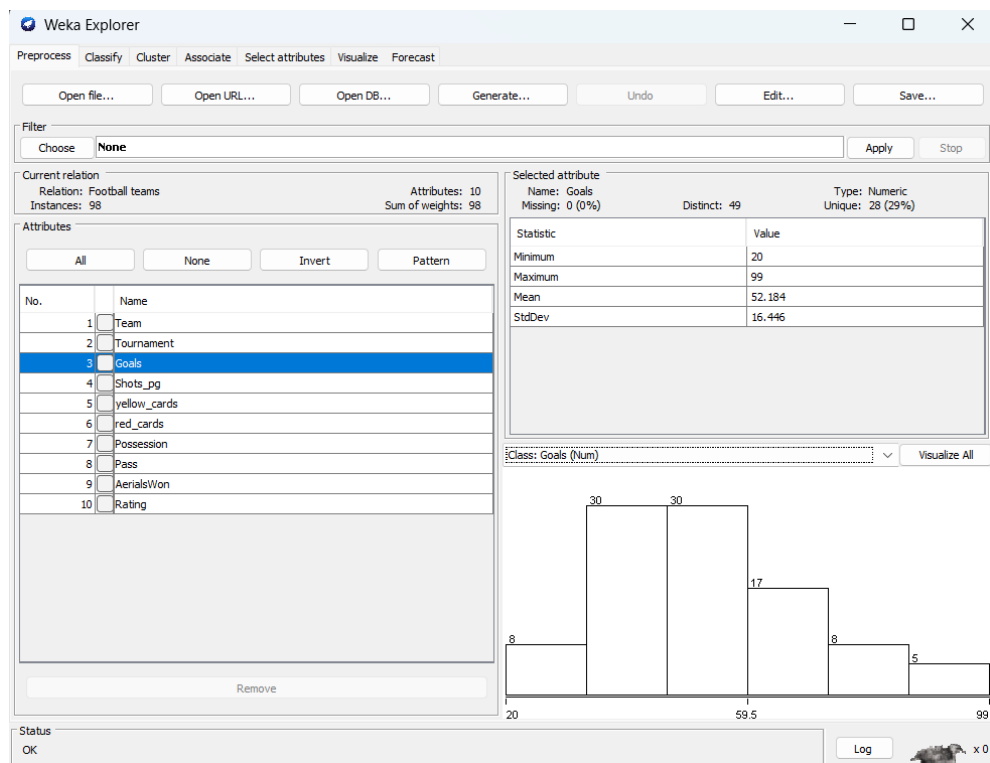 Weka Explorer
Preprocess Classify Cluster Associate Select attributes Visualize Forecast
Open file... Open URL... Open DB... Generate... Undo Edit... Save...
Filter
Choose None Apply Stop
Current relation
Relation: Football teams Attributes: 10
Instances: 98 Sum of weights: 98
Attributes
All None Invert Pattern
No. Name
1 Team
2 Tournament
3 Goals
4 Shots_pg
5 yellow_cards
6 red_cards
7 Possession
8 Pass
9 AerialsWon
10 Rating
Remove
Selected attribute
Name: Goals Type: Numeric
Missing: 0 (0%) Distinct: 49 Unique: 28 (29%)
Statistic Value
Minimum 20
Maximum 99
Mean 52.184
StdDev 16.446
Class: Goals (Num) Visualize All
8 30 30 17 8 5
20 59.5 99
Status
OK Log x 0